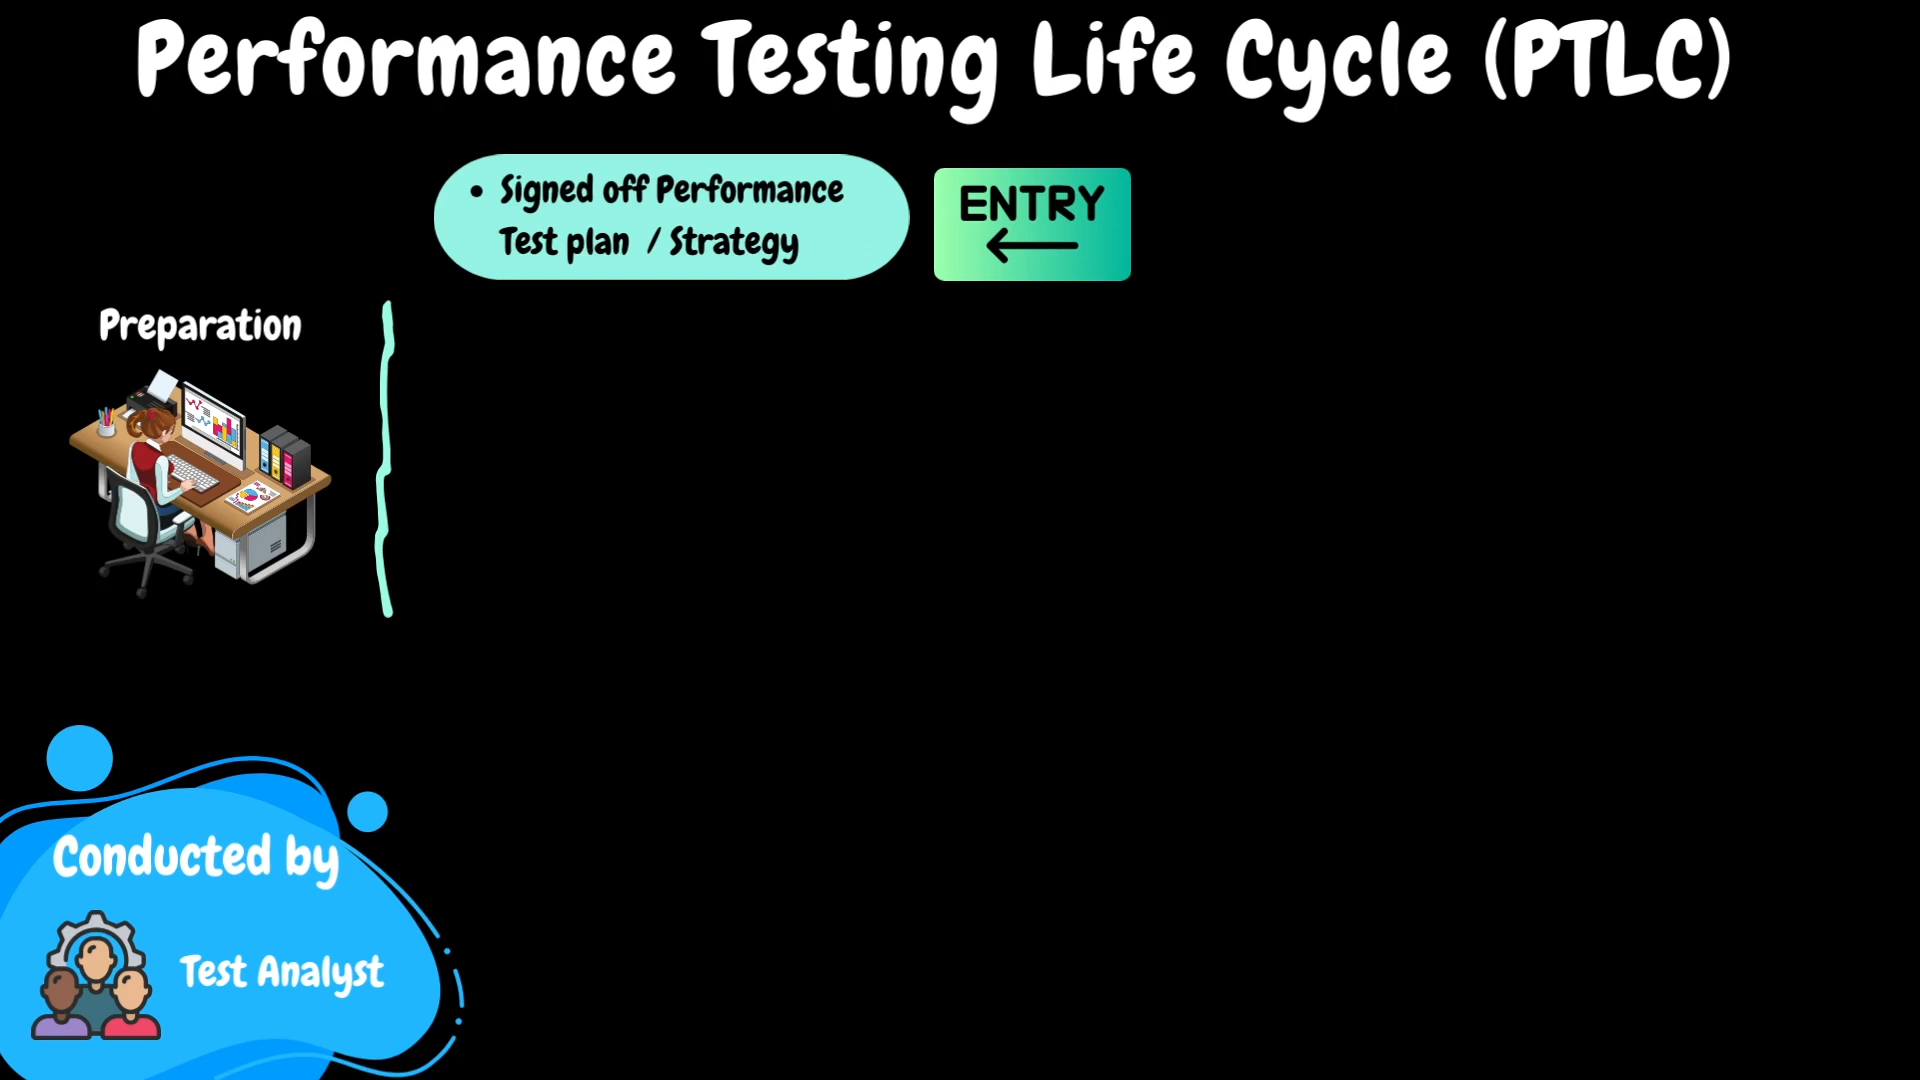 Performance Testing Life Cycle (PTLC)
• Signed off Performance
Test plan / Strategy
ENTRY
Preparation
Conducted by
Test Analyst